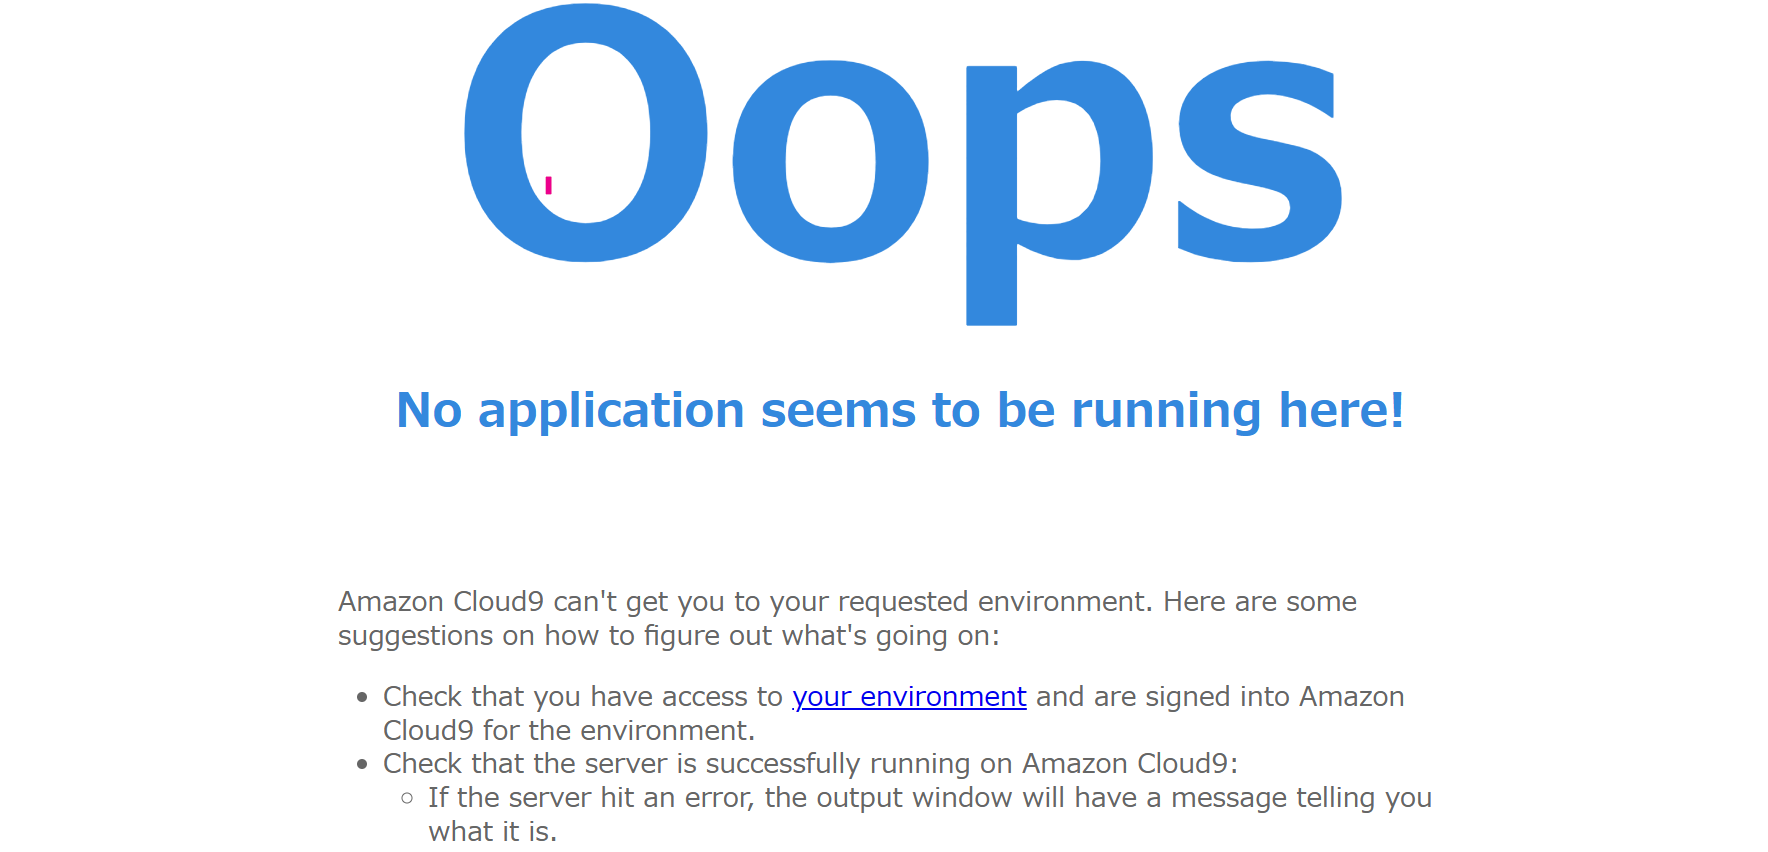 Oops
No application seems to be running here!
Amazon Cloud9 can't get you to your requested environment. Here are some
suggestions on how to figure out what's going on:
• Check that you have access to your environment and are signed into Amazon
Cloud9 for the environment.
• Check that the server is successfully running on Amazon Cloud9:
○ If the server hit an error, the output window will have a message telling you
what it is.